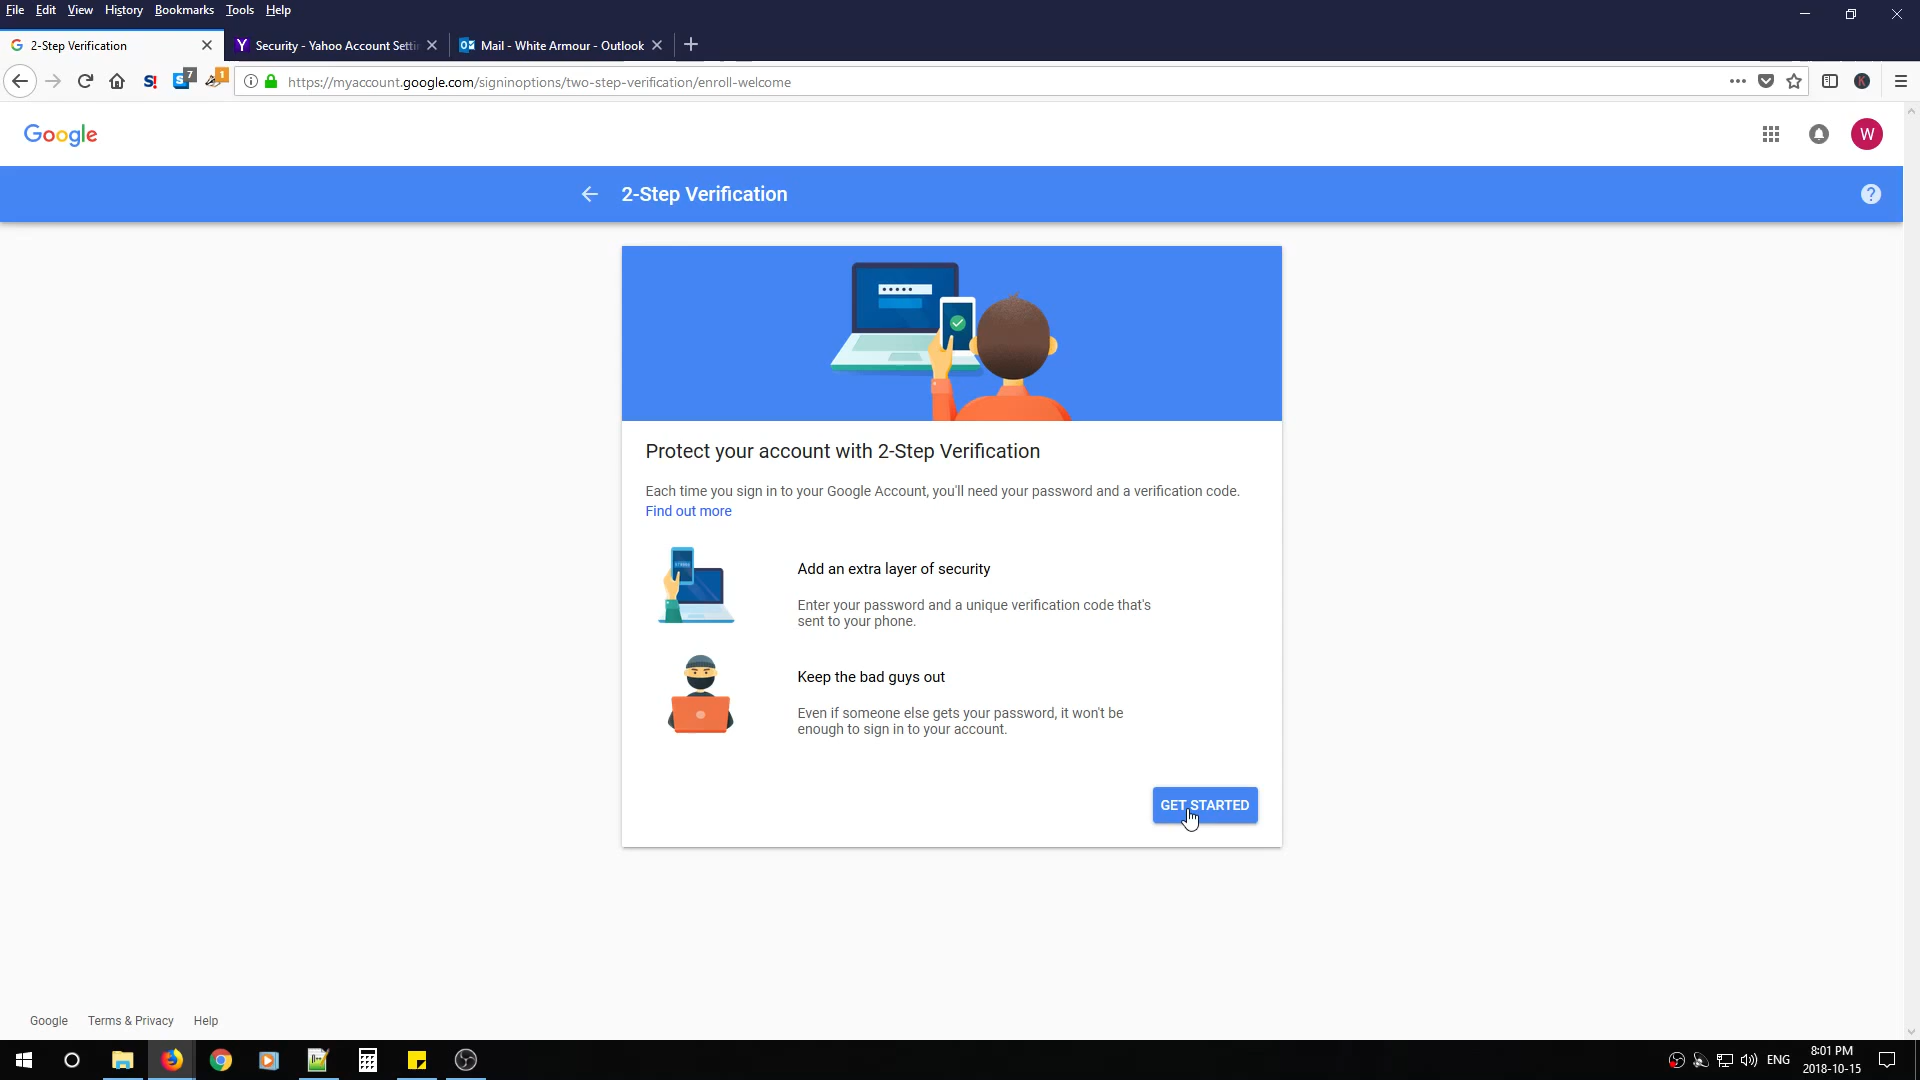 File Edit View History Bookmarks Tools Help
2-Step Verification
Security - Yahoo Account Setti
Mail - White Armour - Outlook
7
1
https://myaccount.google.com/signinoptions/two-step-verification/enroll-welcome
Google
W
2-Step Verification
Protect your account with 2-Step Verification
Each time you sign in to your Google Account, you'll need your password and a verification code.
Find out more
Add an extra layer of security
Enter your password and a unique verification code that's
sent to your phone.
Keep the bad guys out
Even if someone else gets your password, it won't be
enough to sign in to your account.
GET STARTED
Google Terms & Privacy Help
ENG
8:01 PM
2018-10-15